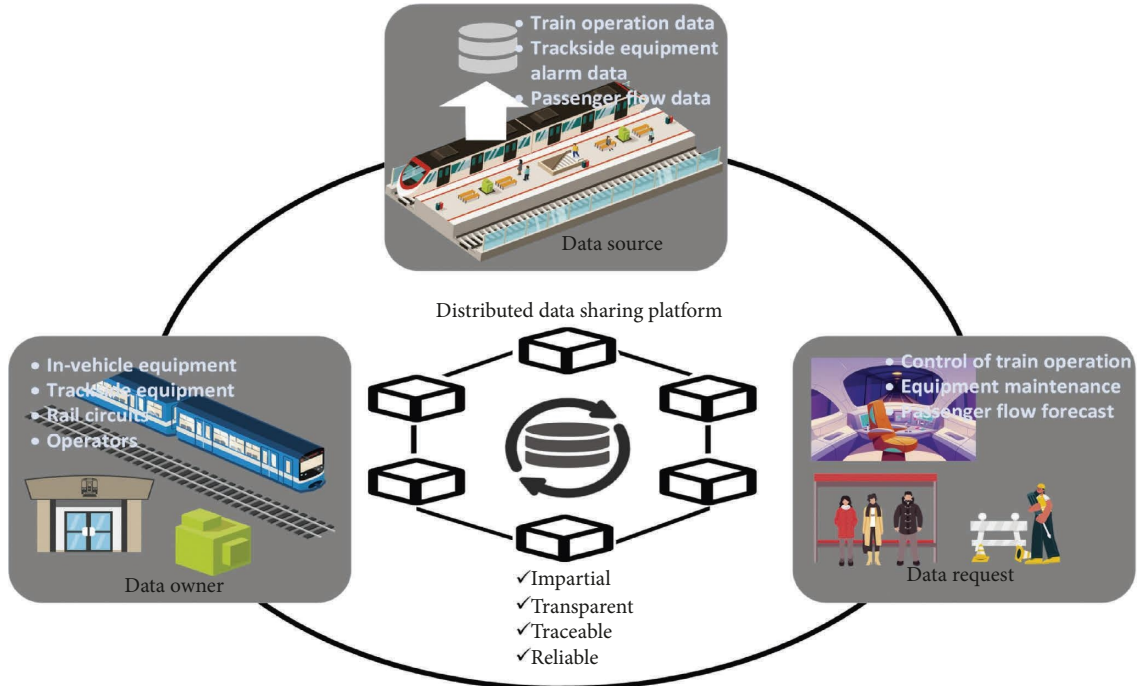 • Train operation data
• Trackside equipment
alarm data
• Passenger flow data
Data source
Distributed data sharing platform
• In-vehicle equipment
• Trackside equipment
• Rail circuits
• Operators
Data owner
• Control of train operation
• Equipment maintenance
• Passenger flow forecast
Data request
✓Impartial
✓Transparent
✓Traceable
✓Reliable